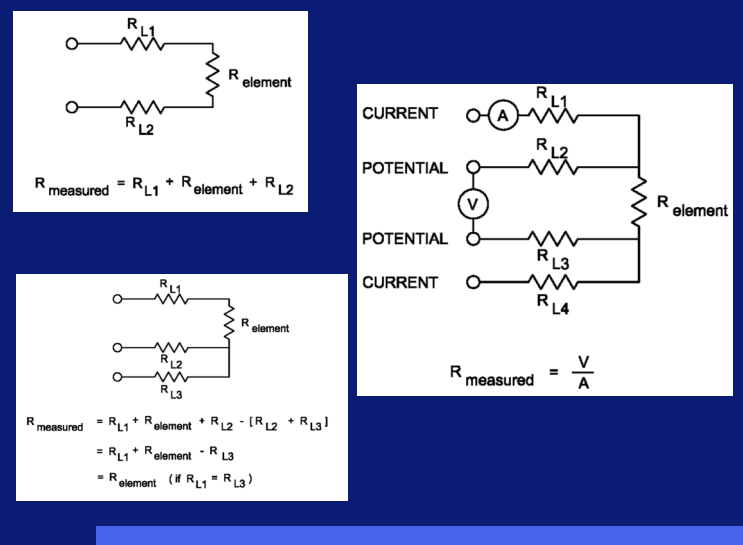 R L1
R element
R L2
R measured = R L1 + R element + R L2
R L1
CURRENT A
R L2
POTENTIAL
V
R element
POTENTIAL
R L3
CURRENT
R L4
R measured = V / A
R L1
R element
R L2
R L3
R measured = R L1 + R element + R L2 - [R L2 + R L3]
= R L1 + R element - R L3
= R element (if R L1 = R L3)